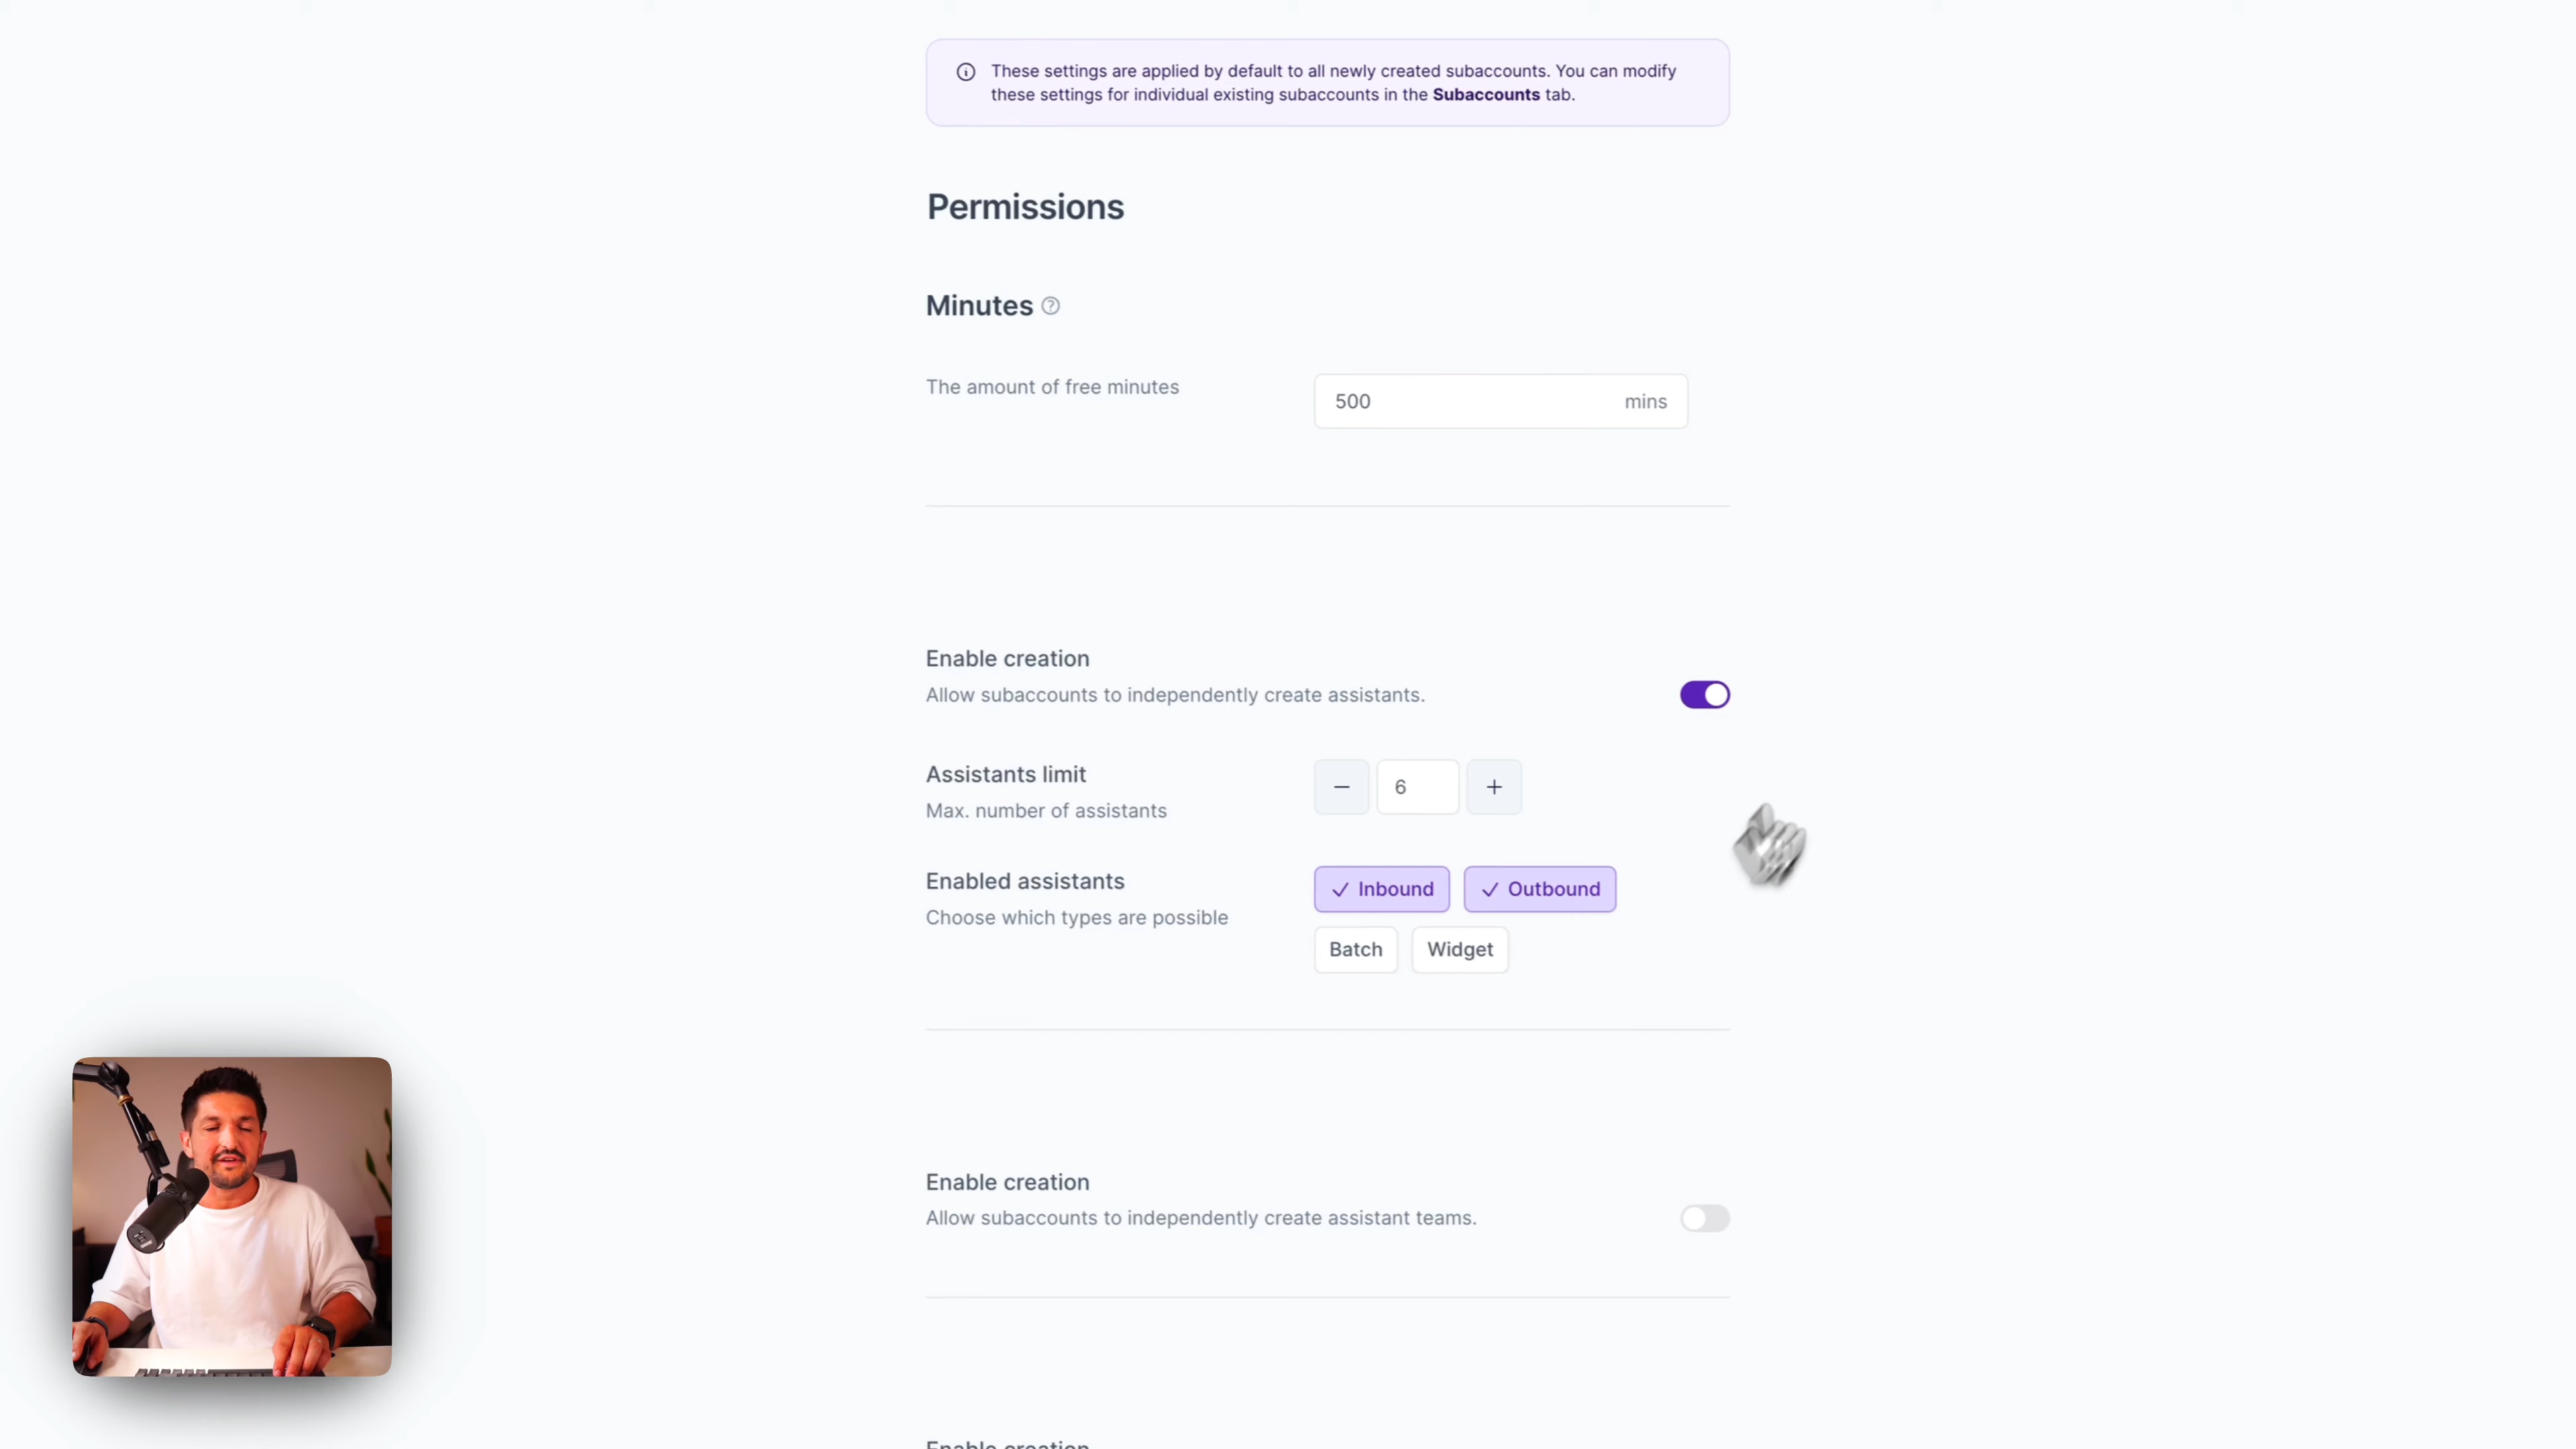 These settings are applied by default to all newly created subaccounts. You can modify
these settings for individual existing subaccounts in the Subaccounts tab.
Permissions
Minutes
The amount of free minutes
500 mins
Enable creation
Allow subaccounts to independently create assistants.
Assistants limit
Max. number of assistants
6
Enabled assistants
Choose which types are possible
Inbound Outbound
Batch Widget
Enable creation
Allow subaccounts to independently create assistant teams.
Enable creation